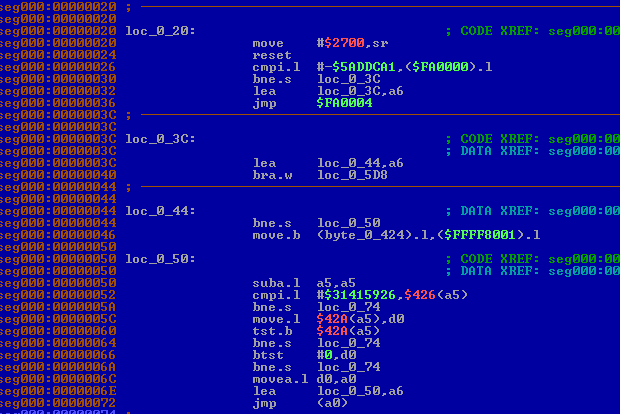 seg000:00000020 ;
seg000:00000020
seg000:00000020 loc_0_20: ; CODE XREF: seg000:00
seg000:00000020 move #$2700,sr
seg000:00000024 reset
seg000:00000026 cmpi.l #-$5ADDCA1,($FA0000).l
seg000:00000030 bne.s loc_0_3C
seg000:00000032 lea loc_0_3C,a6
seg000:00000036 jmp $FA0004
seg000:0000003C ;
seg000:0000003C
seg000:0000003C loc_0_3C: ; CODE XREF: seg000:00
seg000:0000003C ; DATA XREF: seg000:00
seg000:0000003C lea loc_0_44,a6
seg000:00000040 bra.w loc_0_5D8
seg000:00000044 ;
seg000:00000044
seg000:00000044 loc_0_44: ; DATA XREF: seg000:00
seg000:00000044 bne.s loc_0_50
seg000:00000046 move.b (byte_0_424).l,($FFFF8001).l
seg000:00000050
seg000:00000050 loc_0_50: ; CODE XREF: seg000:00
seg000:00000050 ; DATA XREF: seg000:00
seg000:00000050 suba.l a5,a5
seg000:00000052 cmpi.l #$31415926,$426(a5)
seg000:0000005A bne.s loc_0_74
seg000:0000005C move.l $42A(a5),d0
seg000:00000060 tst.b $42A(a5)
seg000:00000064 bne.s loc_0_74
seg000:00000066 btst #0,d0
seg000:0000006A bne.s loc_0_74
seg000:0000006C movea.l d0,a0
seg000:0000006E lea loc_0_50,a6
seg000:00000072 jmp (a0)
seg000:00000074 ;